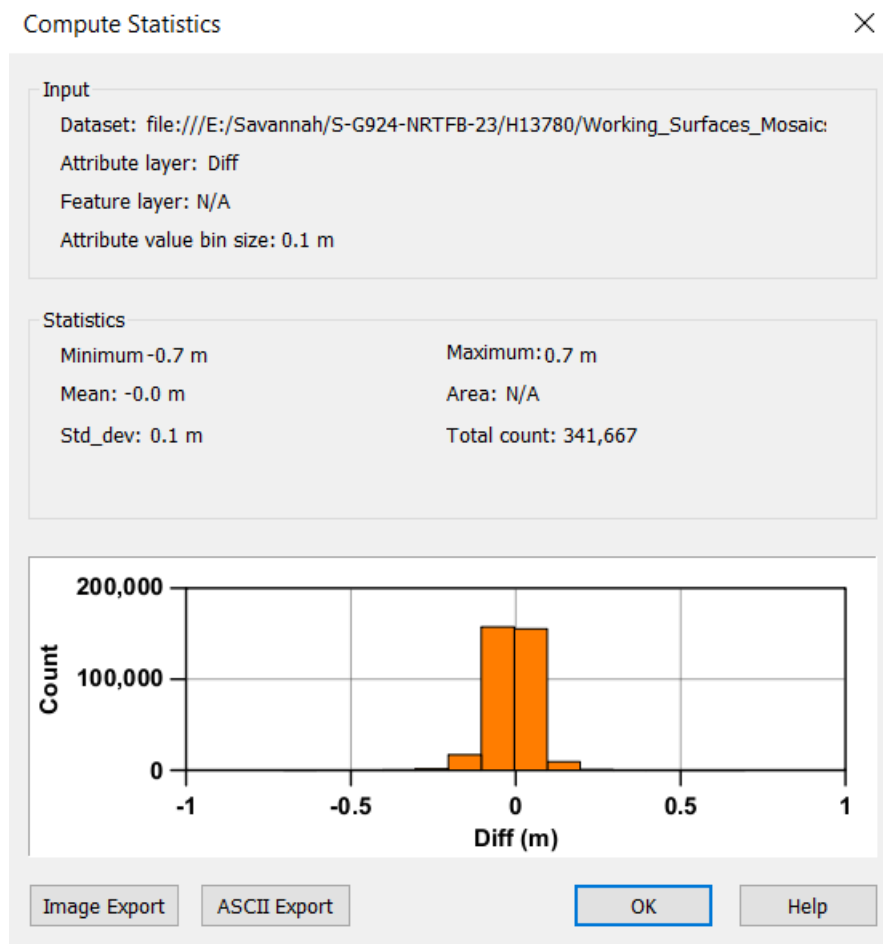 Compute Statistics
Input
Dataset: file:///E:/Savannah/S-G924-NRTFB-23/H13780/Working_Surfaces_Mosaic:
Attribute layer: Diff
Feature layer: N/A
Attribute value bin size: 0.1 m
Statistics
Minimum -0.7 m Maximum: 0.7 m
Mean: -0.0 m Area: N/A
Std_dev: 0.1 m Total count: 341,667
200,000
100,000
0
Count
-1 -0.5 0 0.5 1
Diff (m)
Image Export ASCII Export OK Help